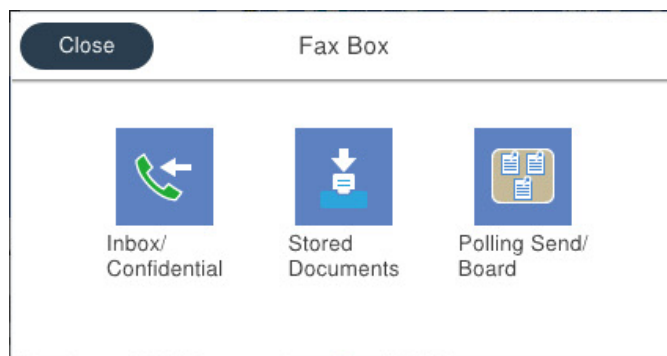 Close
Fax Box
Inbox/
Confidential
Stored
Documents
Polling Send/
Board